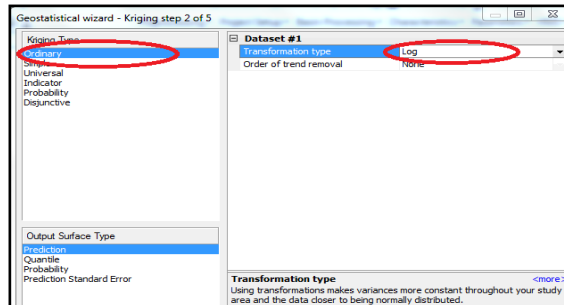 Geostatistical wizard - Kriging step 2 of 5
Kriging Type
Ordinary
Simple
Universal
Indicator
Probability
Disjunctive
Dataset #1
Transformation type Log
Order of trend removal None
Output Surface Type
Prediction
Quantile
Probability
Prediction Standard Error
Transformation type <more>
Using transformations makes variances more constant throughout your study
area and the data closer to being normally distributed.